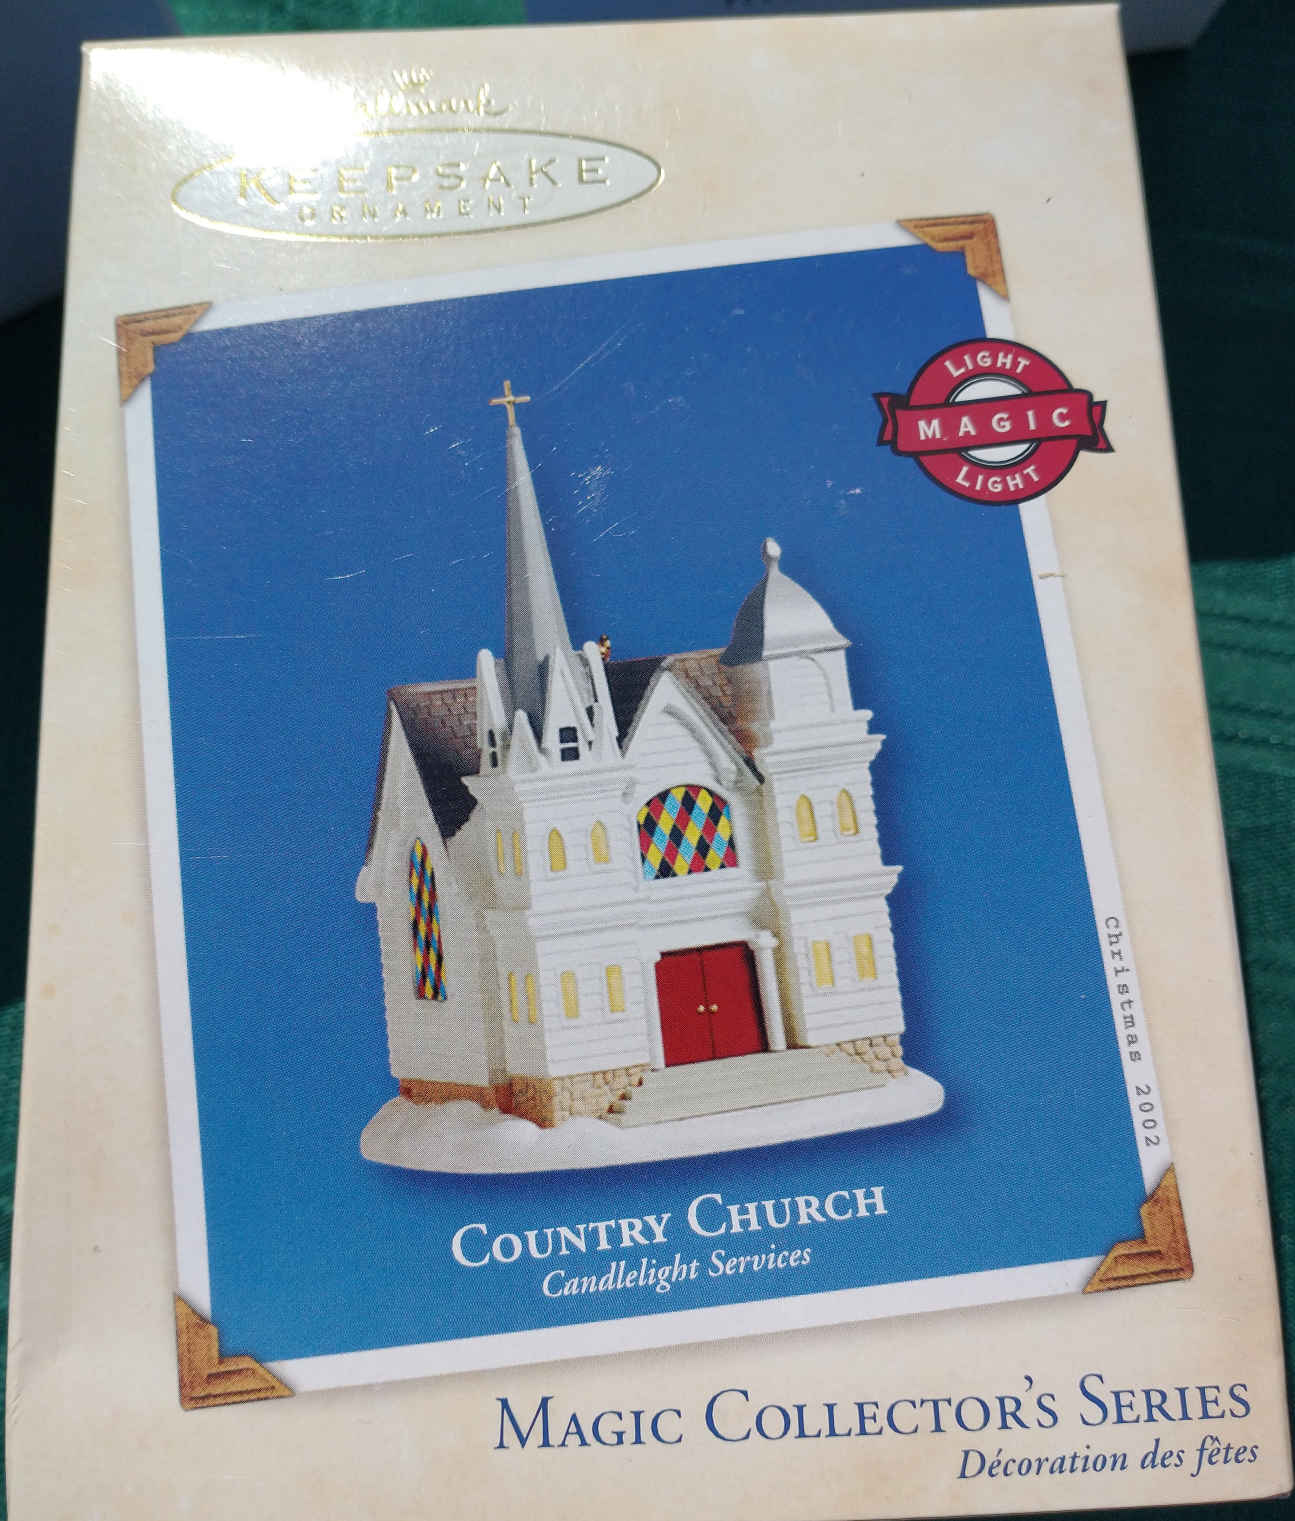 Hallmark
KEEPSAKE
ORNAMENT
LIGHT
MAGIC
LIGHT
Christmas 2002
COUNTRY CHURCH
Candlelight Services
MAGIC COLLECTOR'S SERIES
Décoration des fêtes